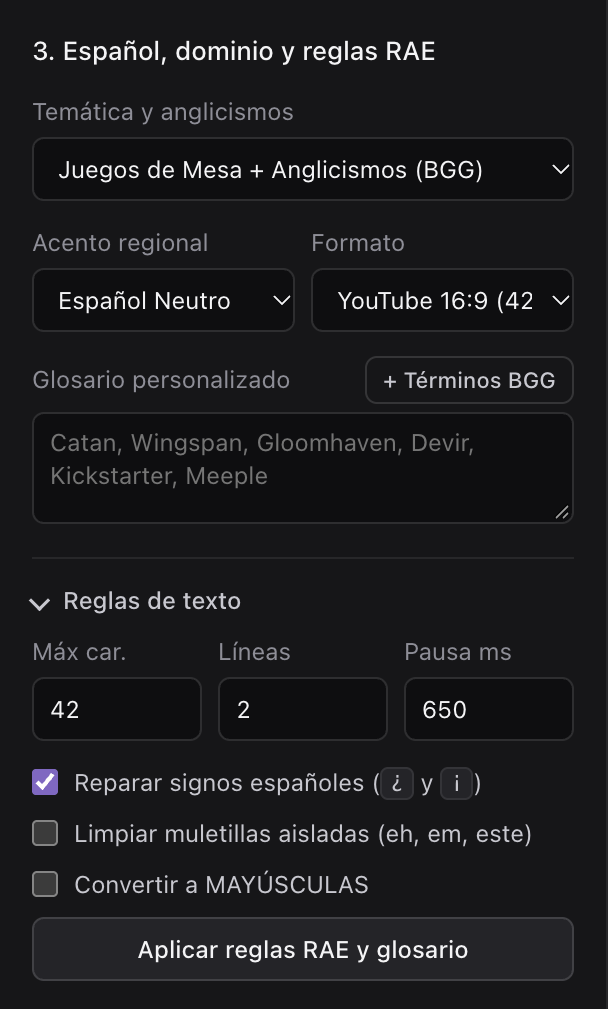 3. Español, dominio y reglas RAE
Temática y anglicismos
Juegos de Mesa + Anglicismos (BGG)
Acento regional
Formato
Español Neutro
YouTube 16:9 (42
Glosario personalizado
+ Términos BGG
Catan, Wingspan, Gloomhaven, Devir,
Kickstarter, Meeple
Reglas de texto
Máx car.
Líneas
Pausa ms
42
2
650
Reparar signos españoles (¿ y ¡)
Limpiar muletillas aisladas (eh, em, este)
Convertir a MAYÚSCULAS
Aplicar reglas RAE y glosario